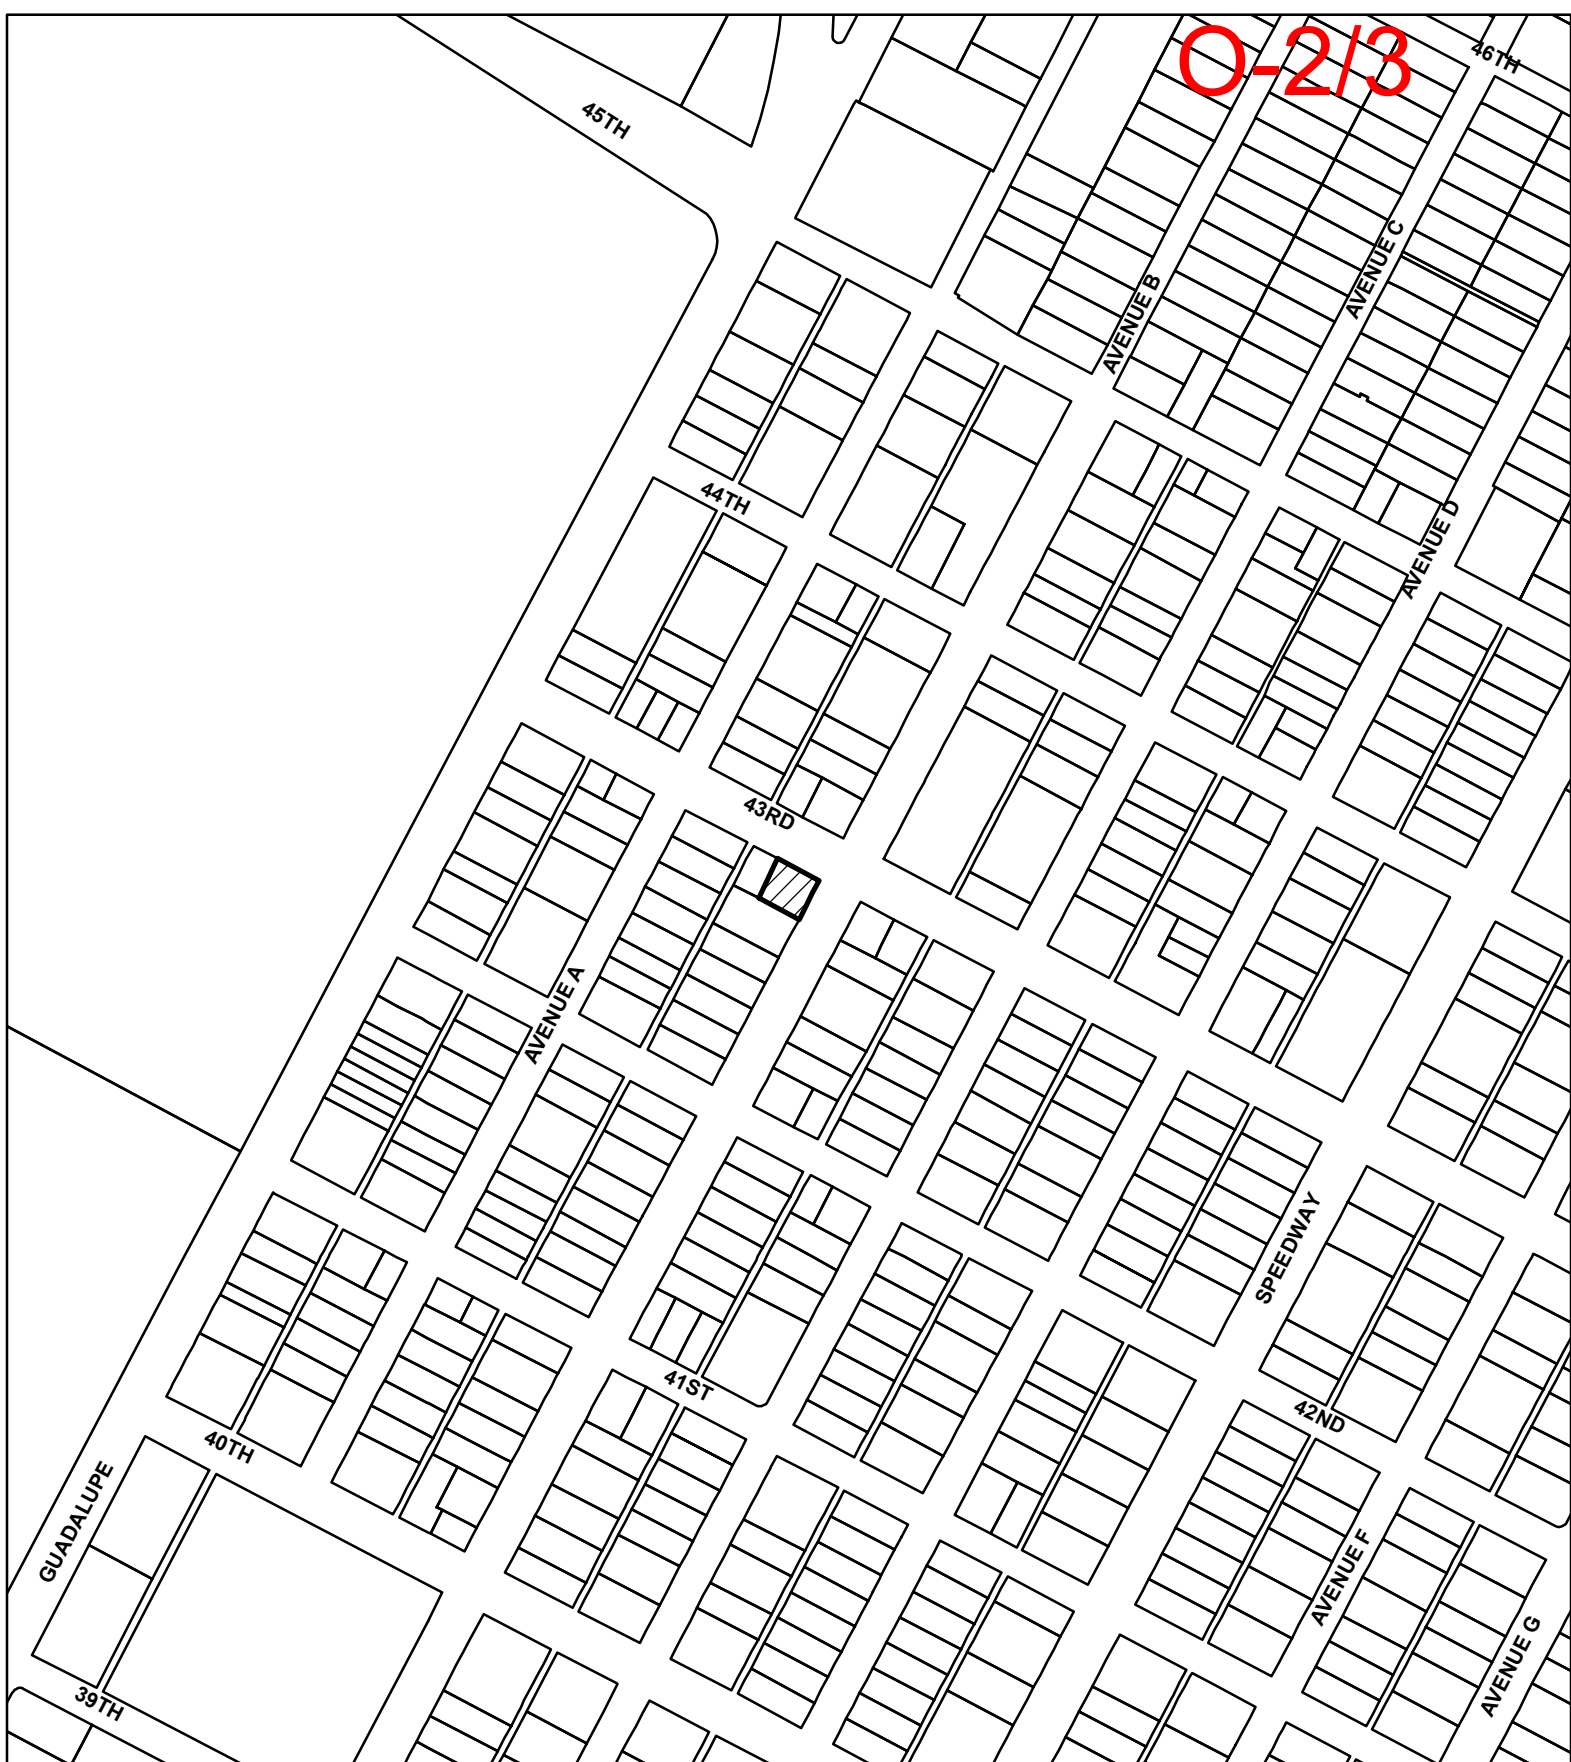 O-2/3
46TH
45TH
AVENUE C
AVENUE B
44TH
AVENUE D
43RD
AVENUE A
SPEEDWAY
41ST
42ND
40TH
GUADALUPE
AVENUE F
AVENUE G
39TH